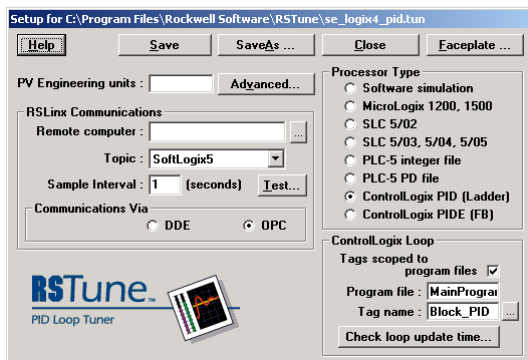 Setup for C:\Program Files\Rockwell Software\RSTune\se_logix4_pid.tun
Help
Save
SaveAs ...
Close
Faceplate ...
PV Engineering units :
Advanced...
RSLinx Communications
Remote computer :
...
Topic : SoftLogix5
Sample Interval : 1 (seconds) Test...
Communications Via
DDE
OPC
RSTune™
PID Loop Tuner
Processor Type
Software simulation
MicroLogix 1200, 1500
SLC 5/02
SLC 5/03, 5/04, 5/05
PLC-5 integer file
PLC-5 PD file
ControlLogix PID (Ladder)
ControlLogix PIDE (FB)
ControlLogix Loop
Tags scoped to
program files
Program file : MainPrograi
Tag name : Block_PID ...
Check loop update time...